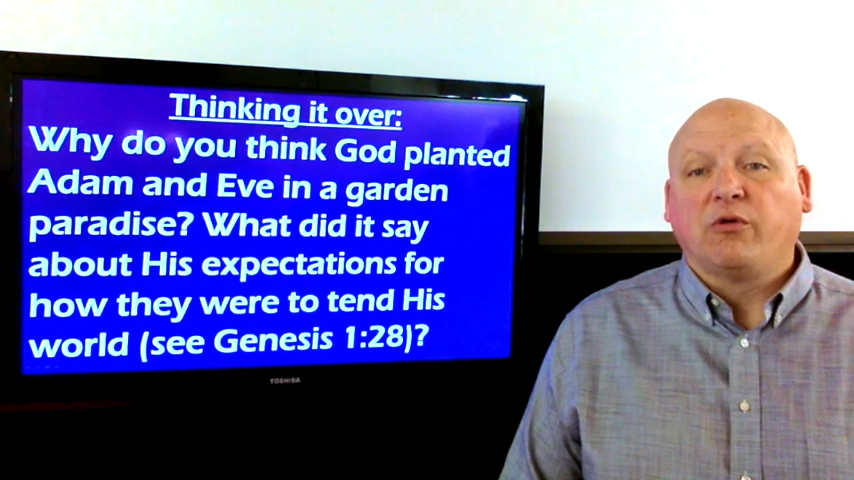 Thinking it over:
Why do you think God planted
Adam and Eve in a garden
paradise? What did it say
about His expectations for
how they were to tend His
world (see Genesis 1:28)?
TOSHIBA